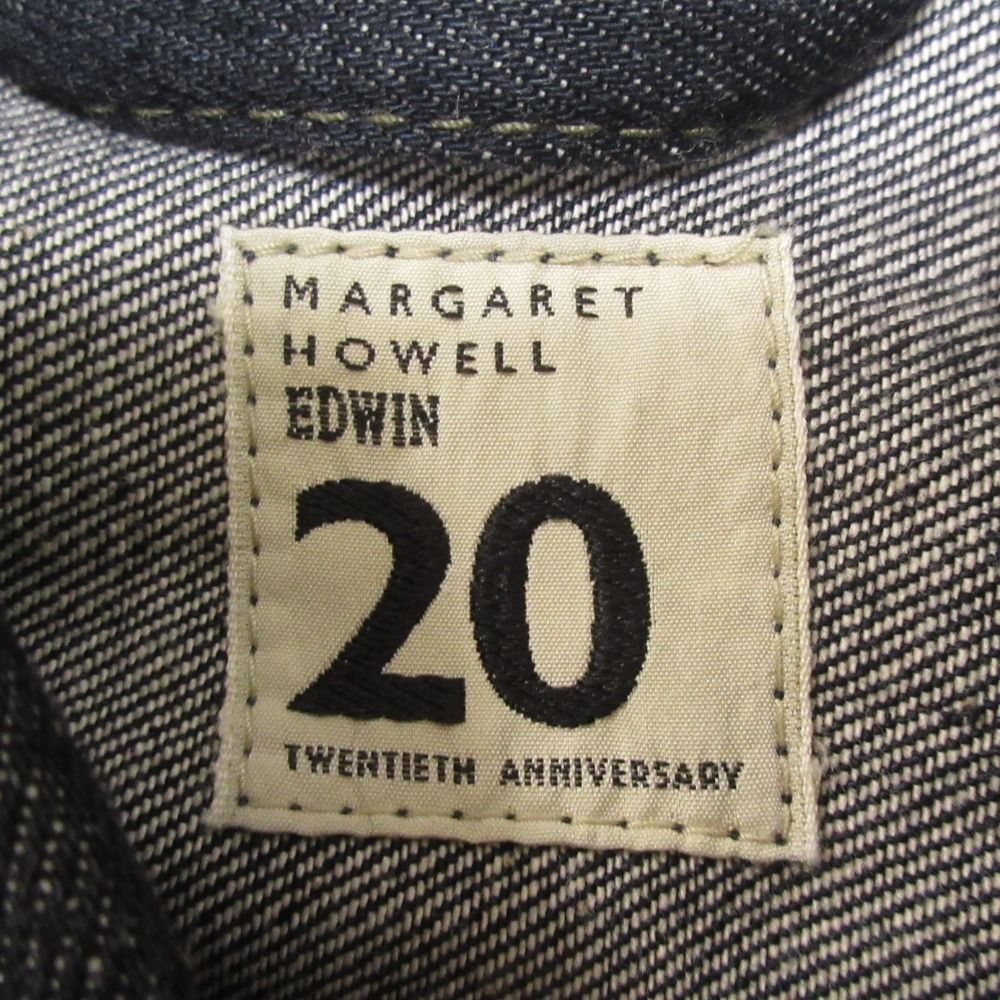 MARGARET
HOWELL
EDWIN
20
TWENTIETH ANNIVERSARY